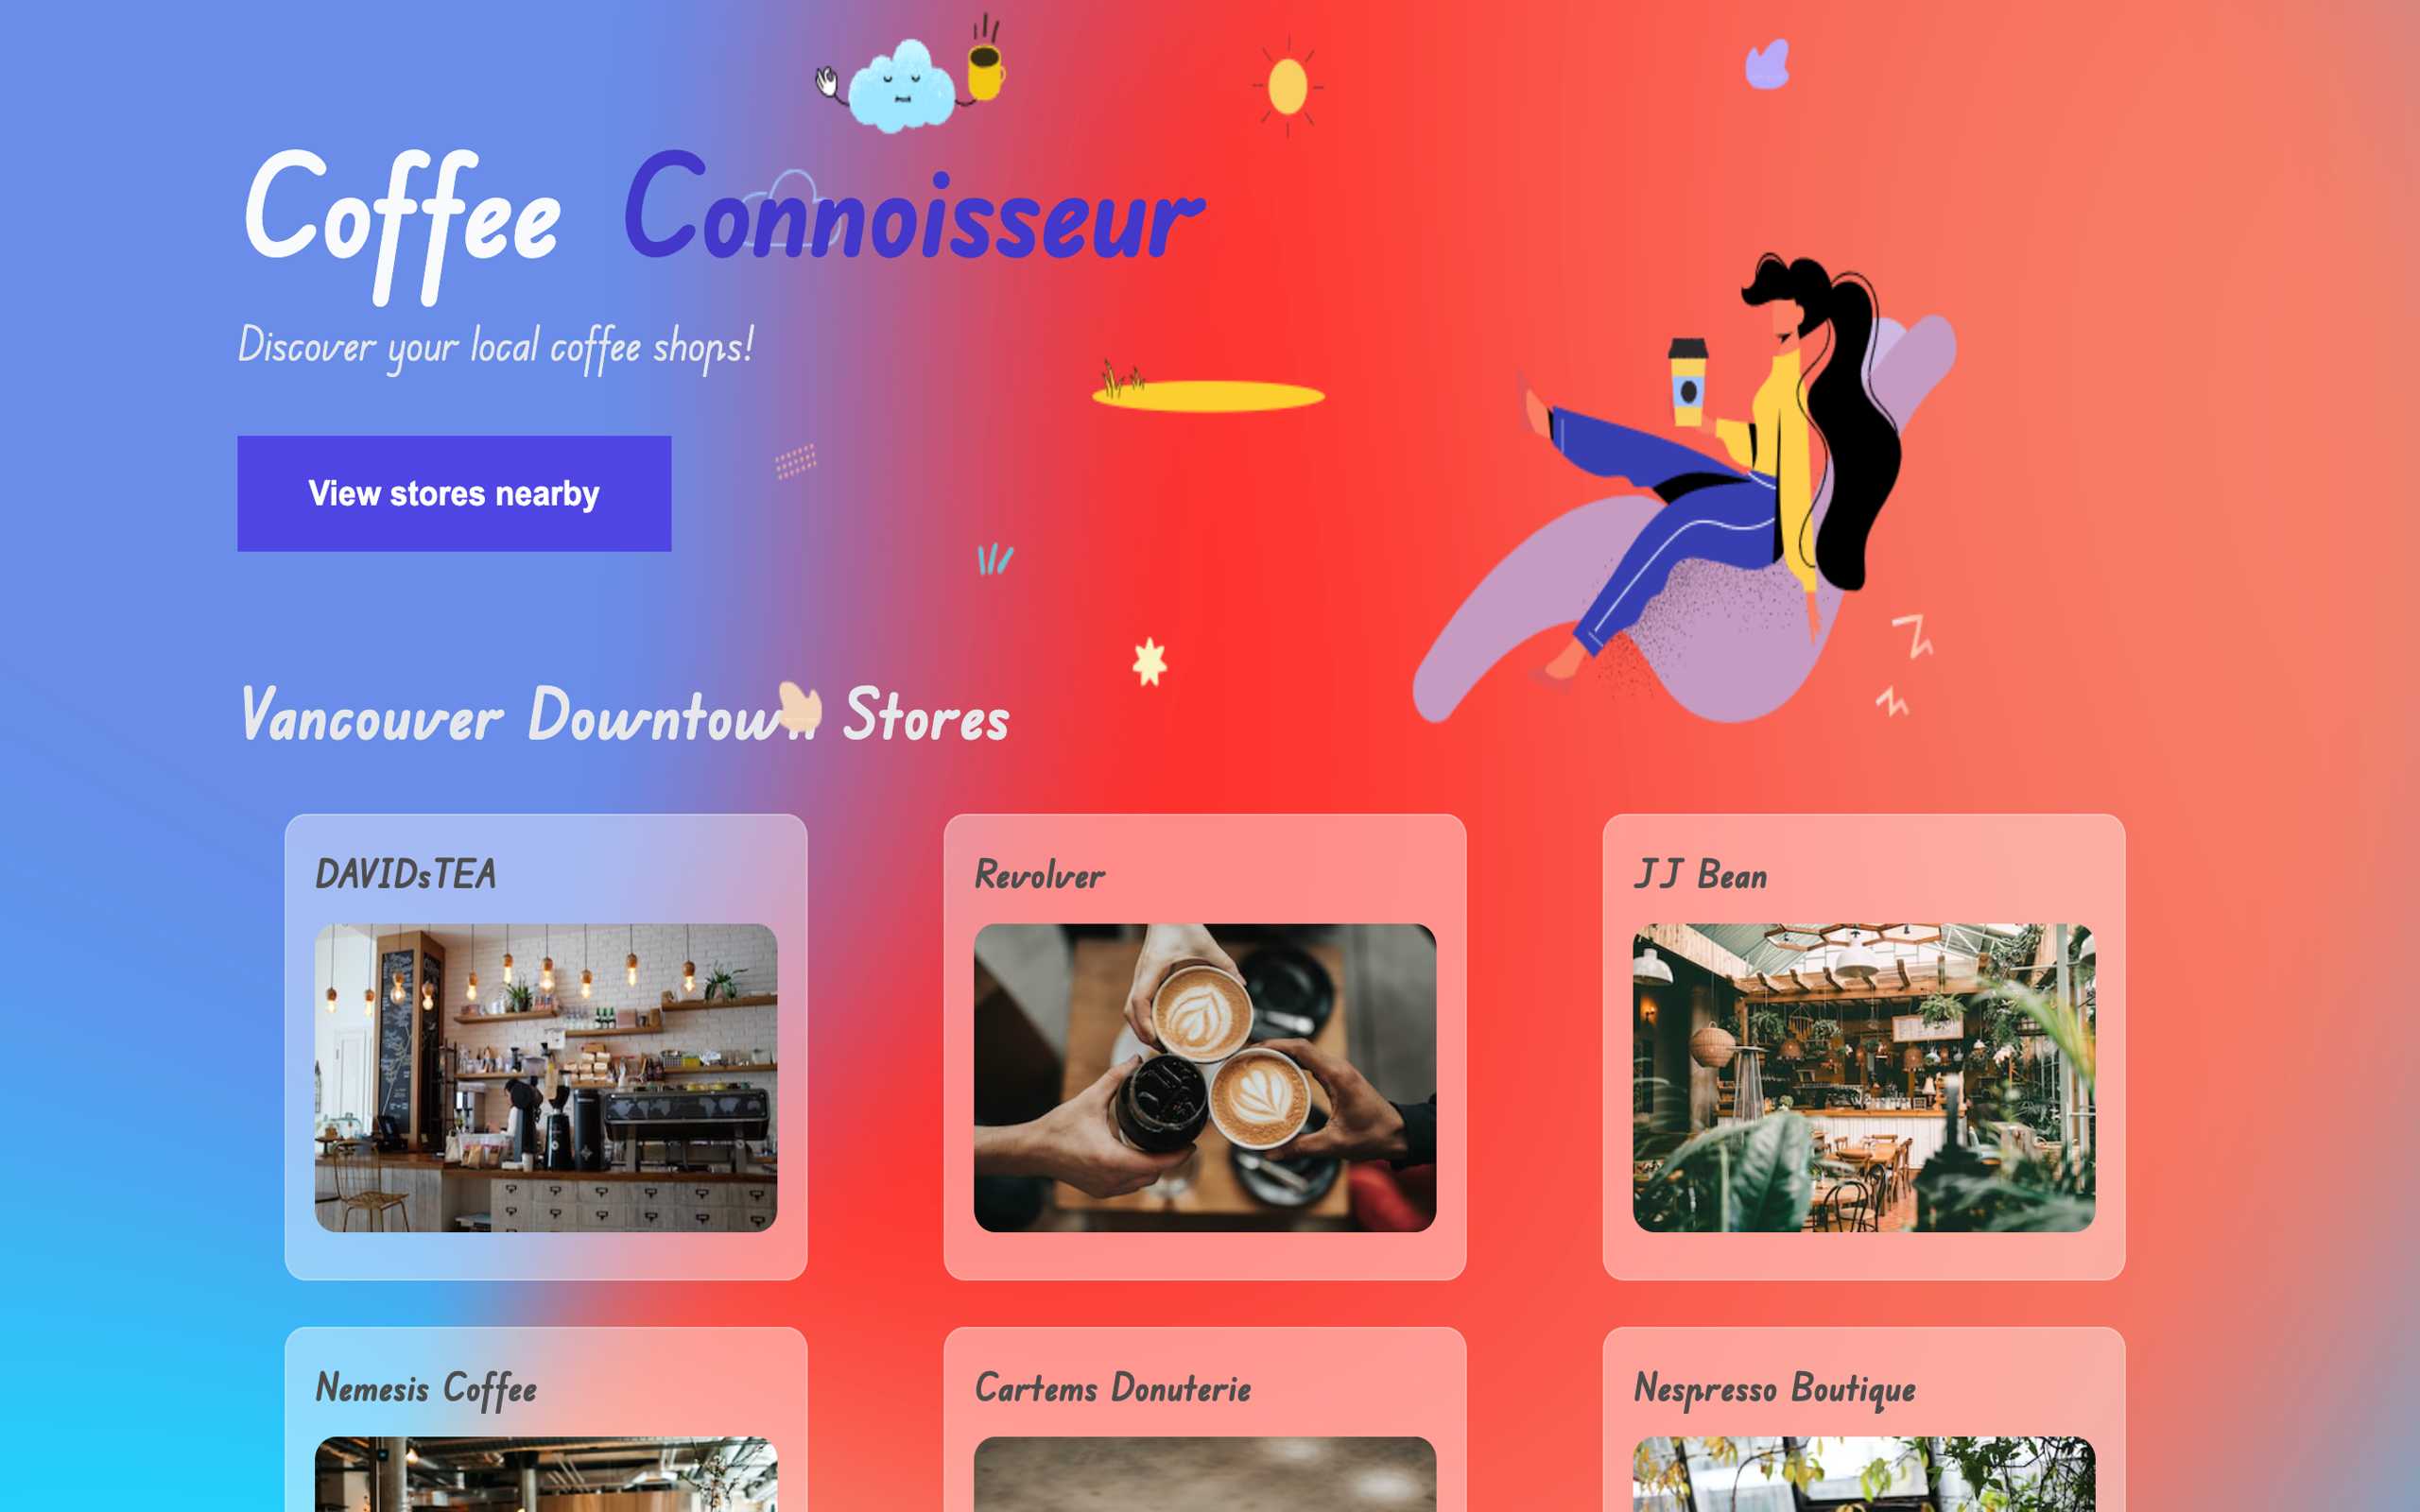 Coffee Connoisseur
Discover your local coffee shops!
View stores nearby
Vancouver Downtown Stores
DAVIDsTEA
Revolver
JJ Bean
Nemesis Coffee
Cartems Donuterie
Nespresso Boutique